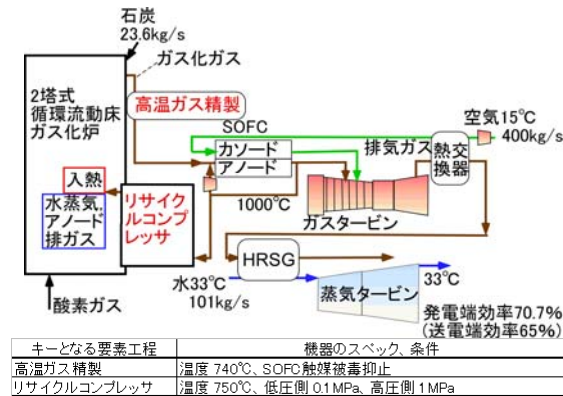 石炭
23.6kg/s
ガス化ガス
2塔式
循環流動床
ガス化炉
高温ガス精製
SOFC
カソード
アノード
空気15℃
400kg/s
排気ガス
熱交
換器
入熱
水蒸気,
アノード
排ガス
リサイク
ルコンプ
レッサ
1000℃
ガスタービン
酸素ガス
HRSG
水33℃
101kg/s
蒸気タービン
33℃
発電端効率70.7%
(送電端効率65%)
キーとなる要素工程 機器のスペック、条件
高温ガス精製 温度 740℃、SOFC触媒被毒抑止
リサイクルコンプレッサ 温度 750℃、低圧側 0.1MPa、高圧側 1MPa